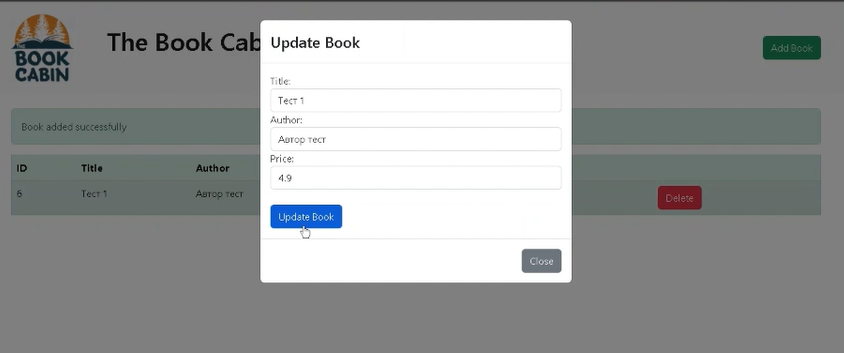 THE
BOOK
CABIN
The Book Cab
Add Book
Book added successfully
ID Title Author
6 Тест 1 Автор тест
Delete
Update Book
Title:
Тест 1
Author:
Автор тест
Price:
4.9
Update Book
Close